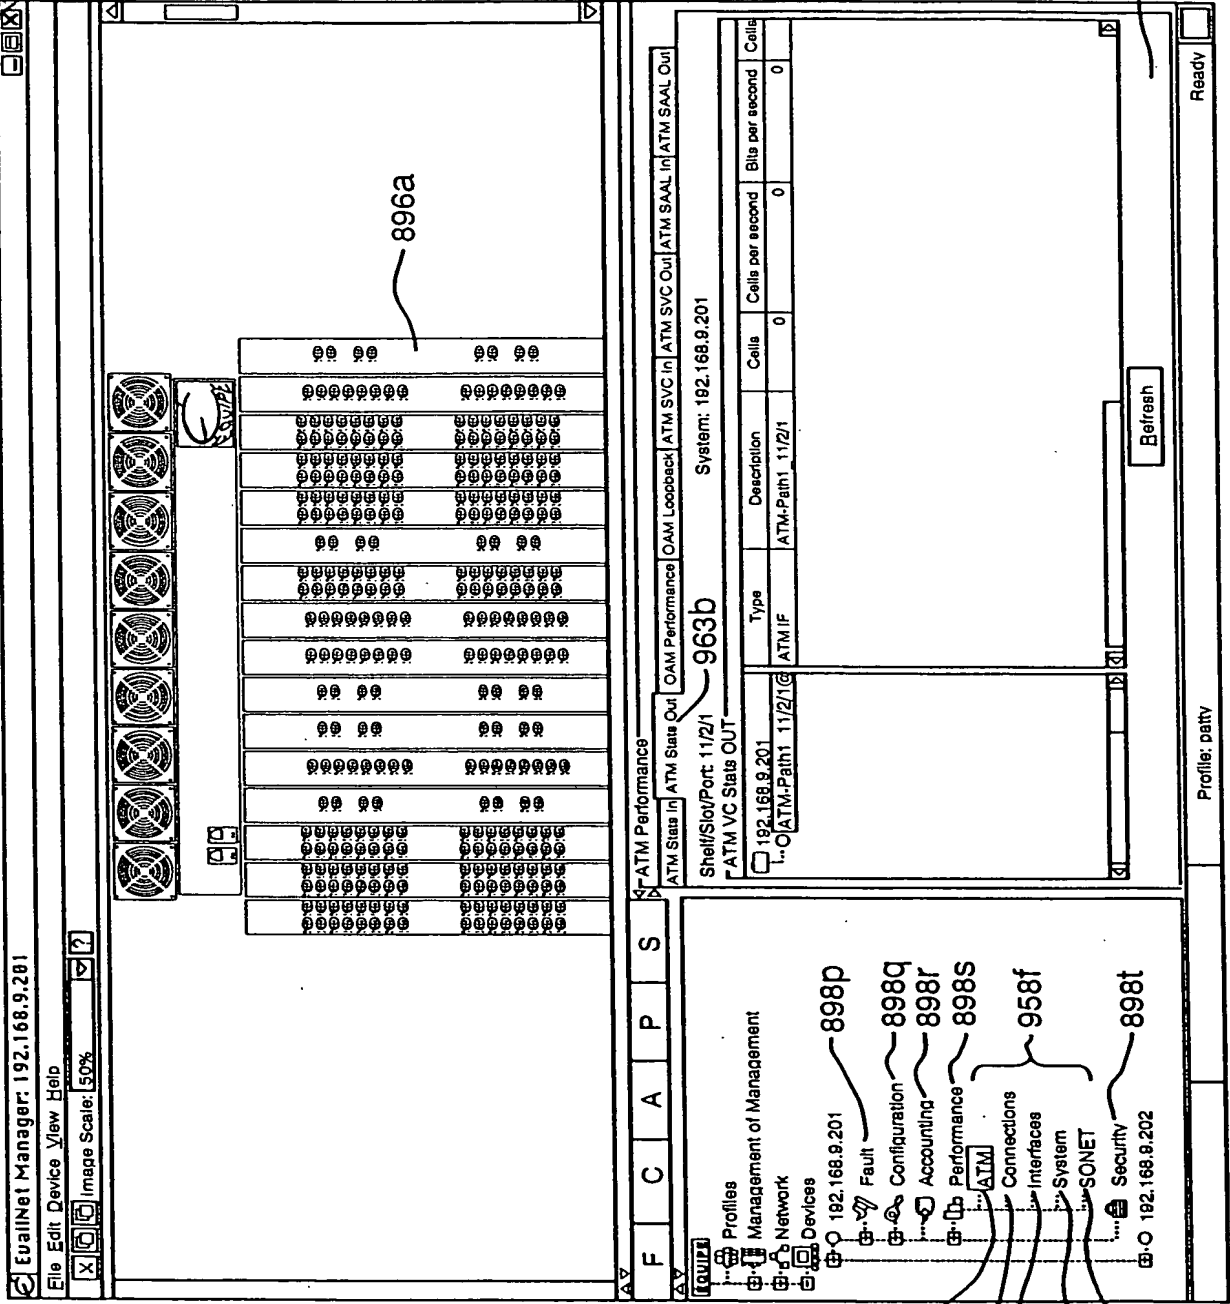 EuallNet Manager: 192.168.9.201
File Edit Device View Help
X Image Scale: 50% ?
896a
F C A P S
EQUIPE
Profiles
Management of Management
Network
Devices
192.168.9.201
898p
Fault
Configuration
898q
Accounting
898r
Performance
898s
ATM
Connections
Interfaces
958f
System
SONET
Security
898t
192.168.9.202
ATM Performance
ATM Stats In ATM Stats Out OAM Performance OAM Loopback ATM SVC In ATM SVC Out ATM SAAL In ATM SAAL Out
963b
Shelf/Slot/Port: 11/2/1 System: 192.168.9.201
ATM VC Stats OUT
192.168.9.201
ATM-Path1 11/2/1@
Type Description Cells Cells per second Bits per second Cells
ATM IF ATM-Path1 11/2/1 0 0 0
Refresh
Profile: patty Ready